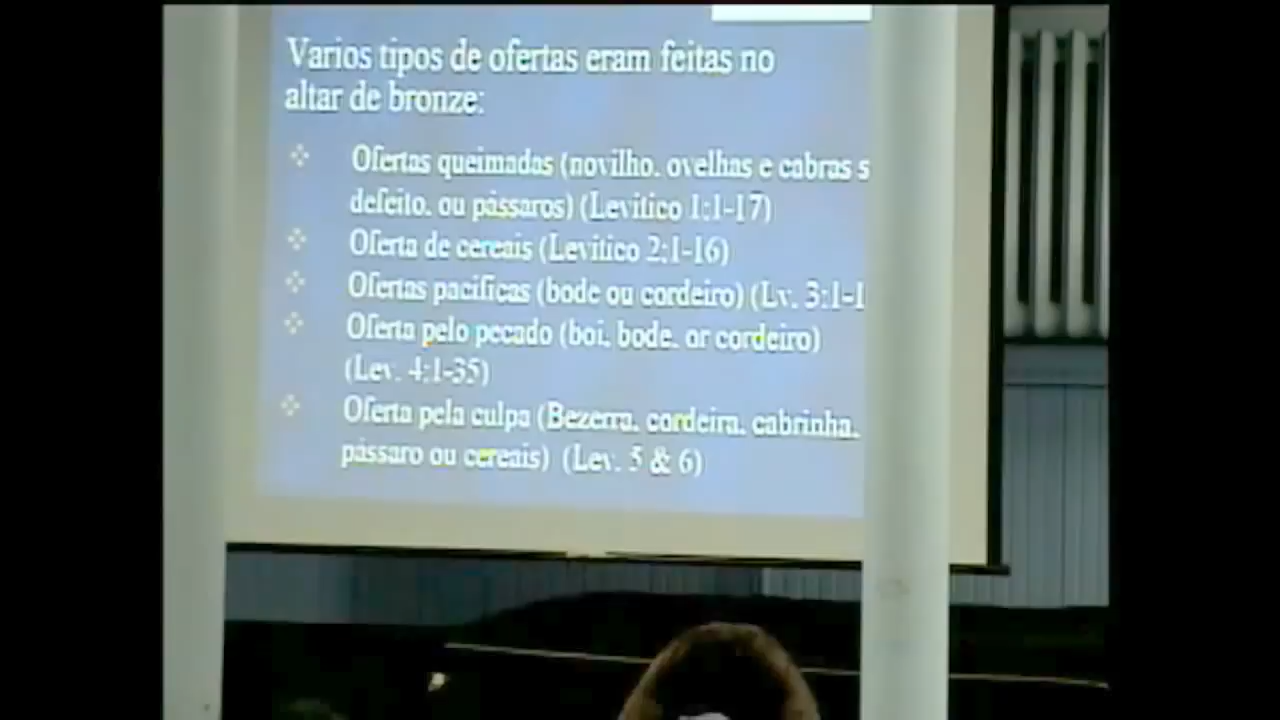 Varios tipos de ofertas eram feitas no
altar de bronze:
Ofertas queimadas (novilho, ovelhas e cabras s
defeito, ou pássaros) (Levitico 1:1-17)
Oferta de cereais (Levitico 2:1-16)
Ofertas pacificas (bode ou cordeiro) (Lv. 3:1-1
Oferta pelo pecado (boi, bode, or cordeiro)
(Lev. 4:1-35)
Oferta pela culpa (Bezerra, cordeira, cabrinha,
pássaro ou cereais) (Lev. 5 & 6)